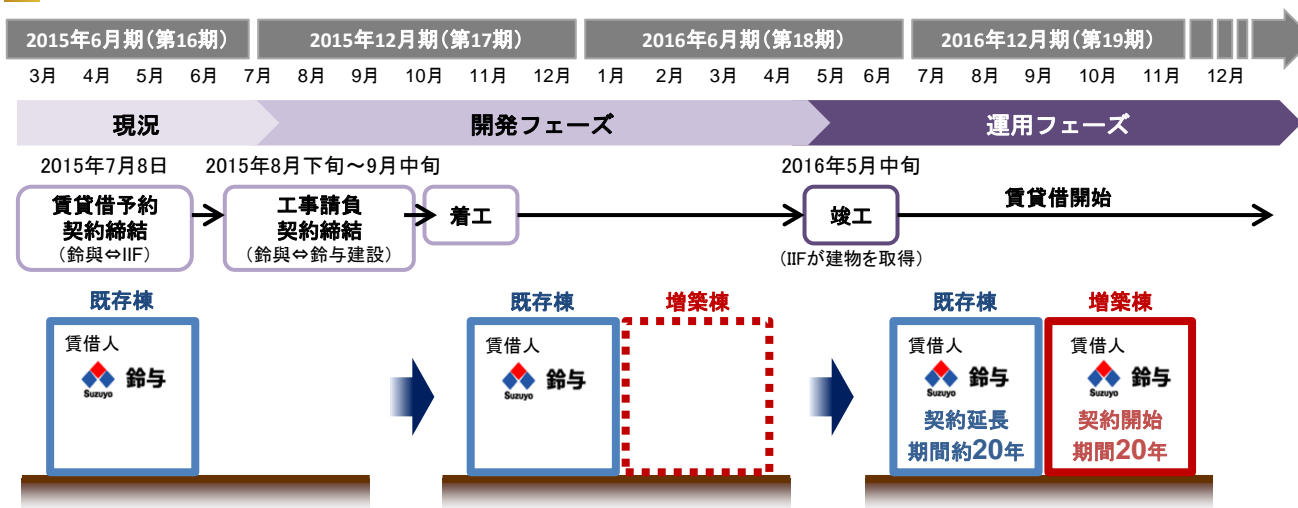 2015年6月期(第16期) 2015年12月期(第17期) 2016年6月期(第18期) 2016年12月期(第19期)
3月 4月 5月 6月 7月 8月 9月 10月 11月 12月 1月 2月 3月 4月 5月 6月 7月 8月 9月 10月 11月 12月
現況 開発フェーズ 運用フェーズ
2015年7月8日 2015年8月下旬～9月中旬 2016年5月中旬
賃貸借予約
契約締結
(鈴與⇔IIF)
工事請負
契約締結
(鈴與⇔鈴与建設)
着工
竣工
(IIFが建物を取得)
賃貸借開始
既存棟
賃借人
Suzuyo 鈴与
既存棟 増築棟
賃借人
Suzuyo 鈴与
既存棟 増築棟
賃借人
Suzuyo 鈴与
契約延長
期間約20年
賃借人
Suzuyo 鈴与
契約開始
期間20年